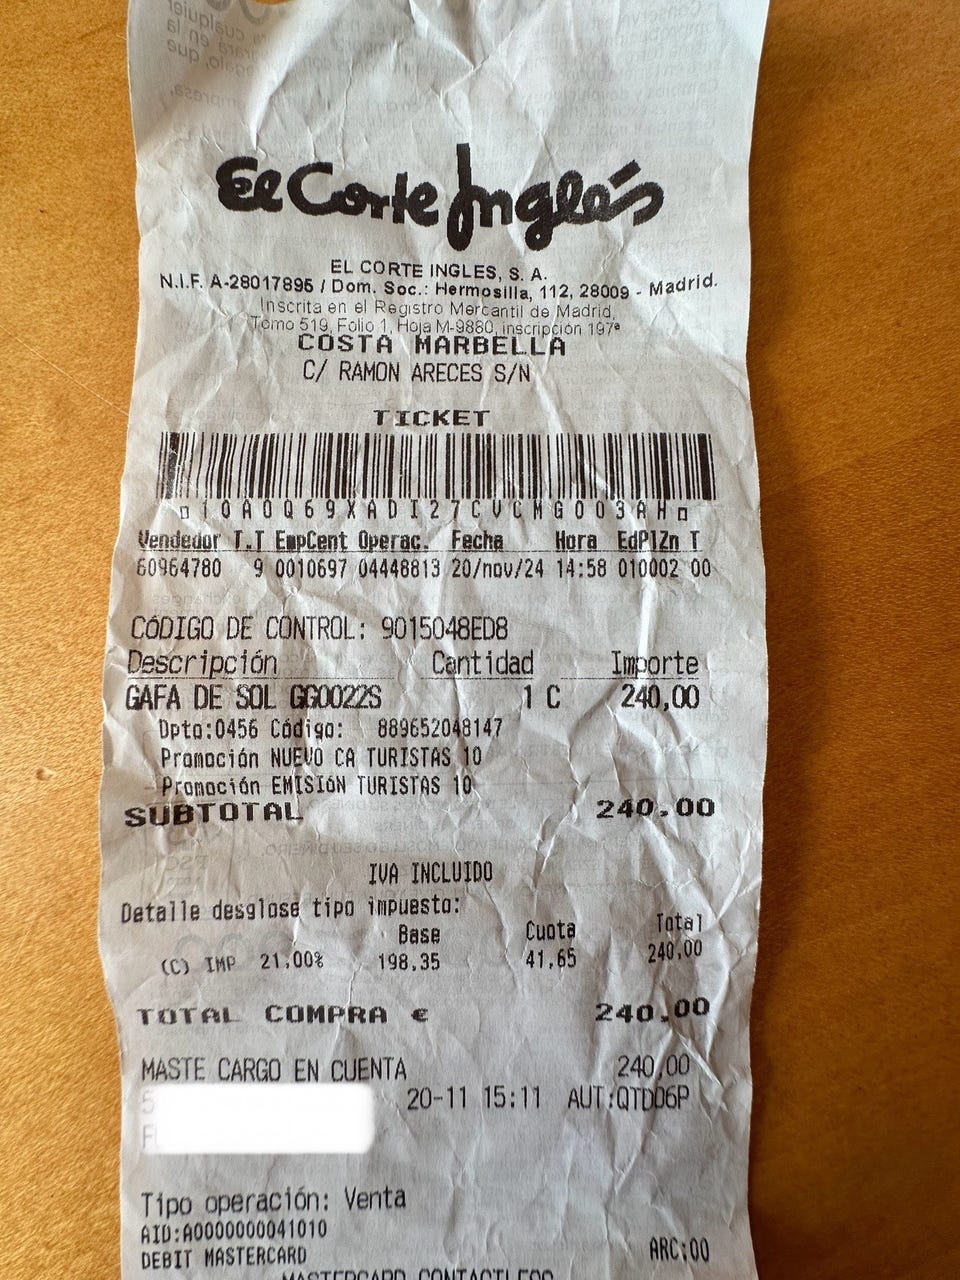 El Corte Inglés
EL CORTE INGLES, S. A.
N.I.F. A-28017895 / Dom. Soc.: Hermosilla, 112, 28009 - Madrid.
Inscrita en el Registro Mercantil de Madrid,
Tomo 519, Folio 1, Hoja M-9880, inscripción 197ª
COSTA MARBELLA
C/ RAMON ARECES S/N
TICKET
10A0Q69XADI27CVCMG003AH
Vendedor T.T EmpCent Operac. Fecha Hora EdPlZn T
60964780 9 0010697 04448813 20/nov/24 14:58 010002 00
CÓDIGO DE CONTROL: 9015048ED8
Descripción Cantidad Importe
GAFA DE SOL GG0022S 1 C 240,00
Dpto:0456 Código: 889652048147
Promoción NUEVO CA TURISTAS 10
Promoción EMISIÓN TURISTAS 10
SUBTOTAL 240.00
IVA INCLUIDO
Detalle desglose tipo impuesto:
Base Cuota Total
(C) IMP 21,00% 198,35 41,65 240,00
TOTAL COMPRA € 240.00
MASTE CARGO EN CUENTA 240,00
5 20-11 15:11 AUT:QTD06P
Tipo operación: Venta
AID:A0000000041010
DEBIT MASTERCARD ARC:00
MASTERCARD CONTACTLESS